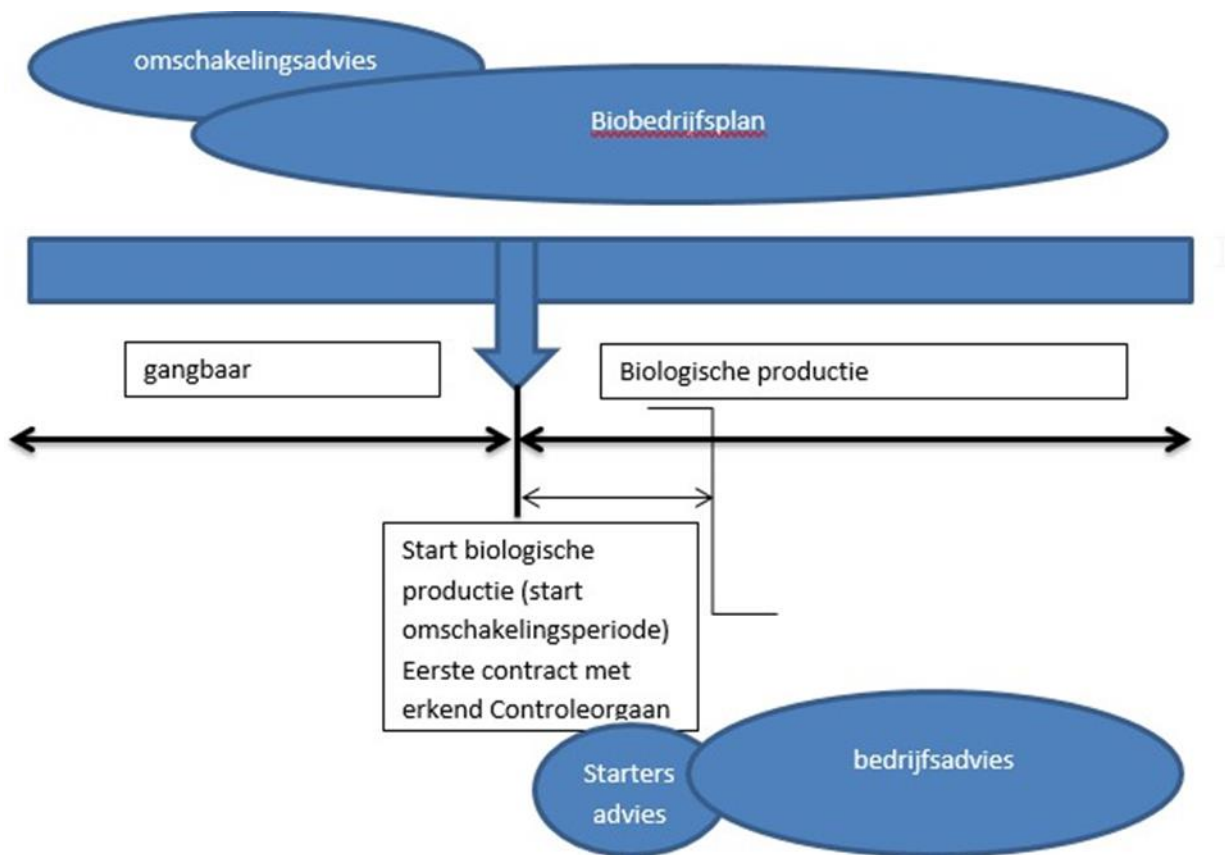 omschakelingsadvies
Biobedrijfsplan
gangbaar
Biologische productie
Start biologische
productie (start
omschakelingsperiode)
Eerste contract met
erkend Controleorgaan
Starters
advies
bedrijfsadvies